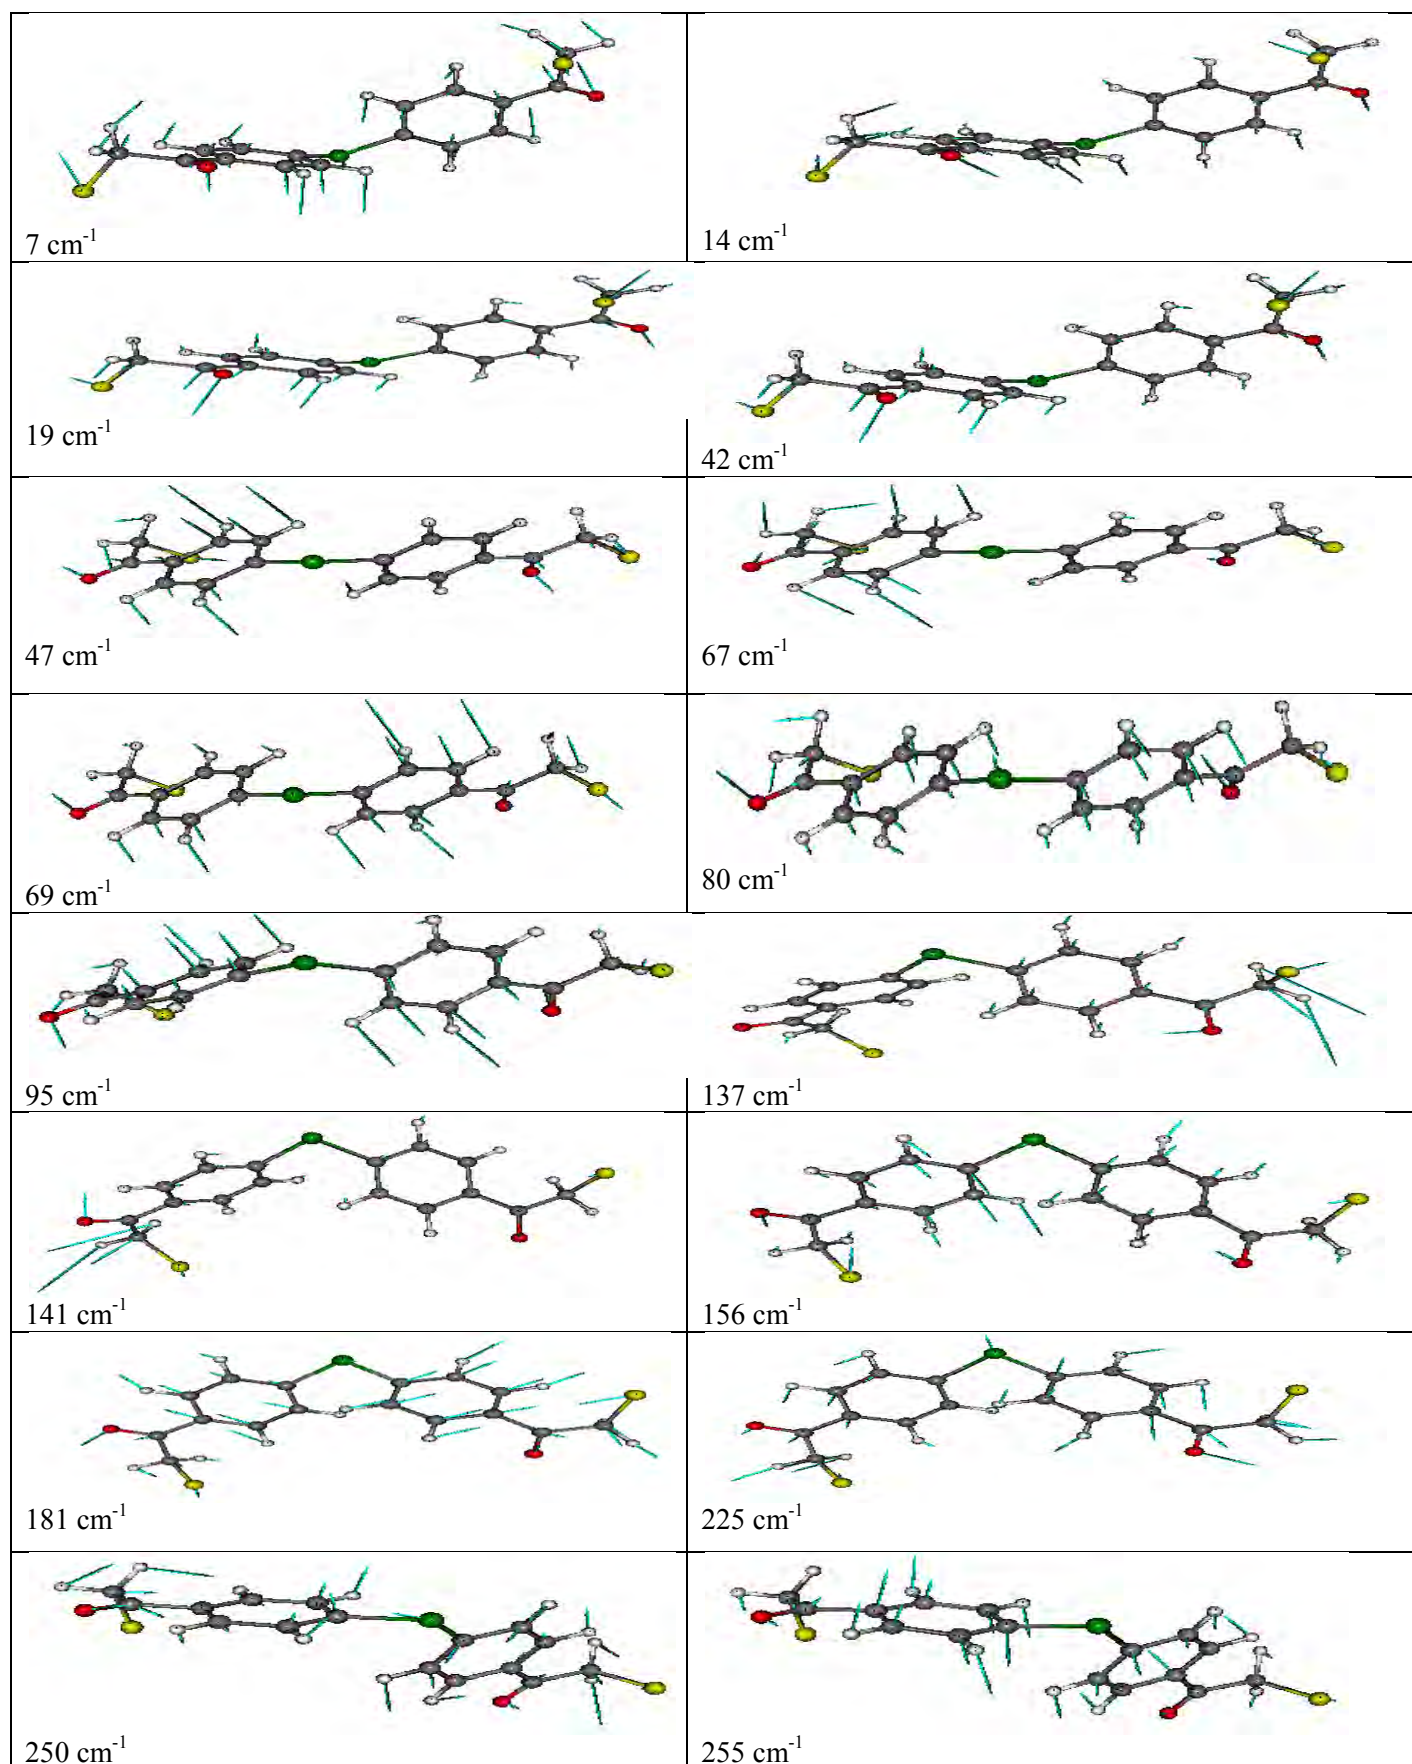 7 cm⁻¹
14 cm⁻¹
19 cm⁻¹
42 cm⁻¹
47 cm⁻¹
67 cm⁻¹
69 cm⁻¹
80 cm⁻¹
95 cm⁻¹
137 cm⁻¹
141 cm⁻¹
156 cm⁻¹
181 cm⁻¹
225 cm⁻¹
250 cm⁻¹
255 cm⁻¹